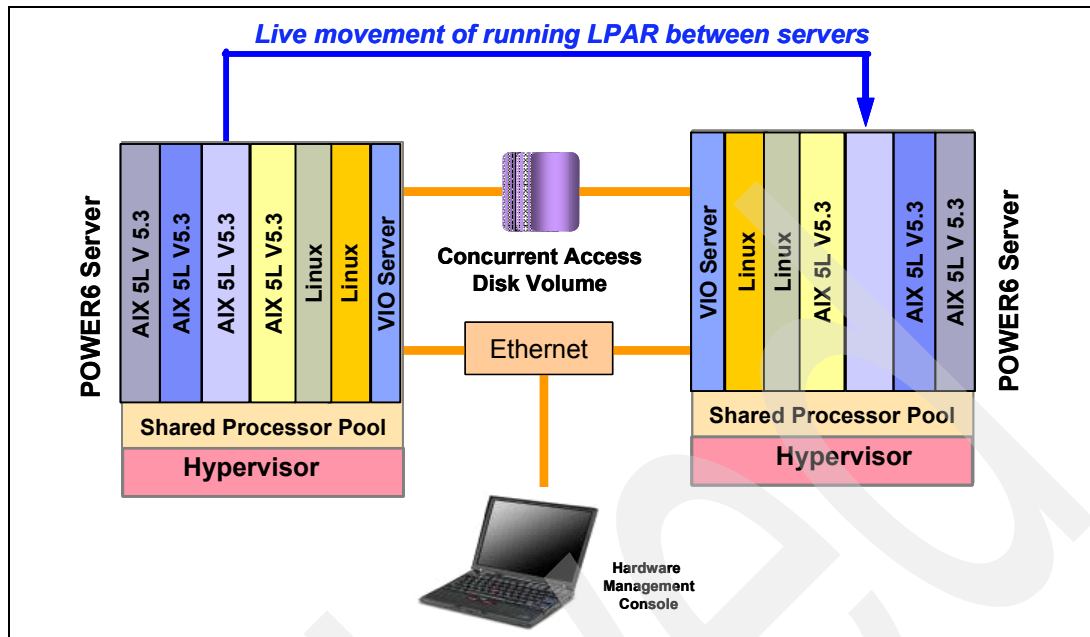 Live movement of running LPAR between servers
POWER6 Server
AIX 5L V 5.3
AIX 5L V5.3
AIX 5L V5.3
AIX 5L V5.3
Linux
Linux
VIO Server
Shared Processor Pool
Hypervisor
Concurrent Access
Disk Volume
Ethernet
Hardware
Management
Console
VIO Server
Linux
Linux
AIX 5L V5.3
AIX 5L V5.3
AIX 5L V 5.3
POWER6 Server
Shared Processor Pool
Hypervisor